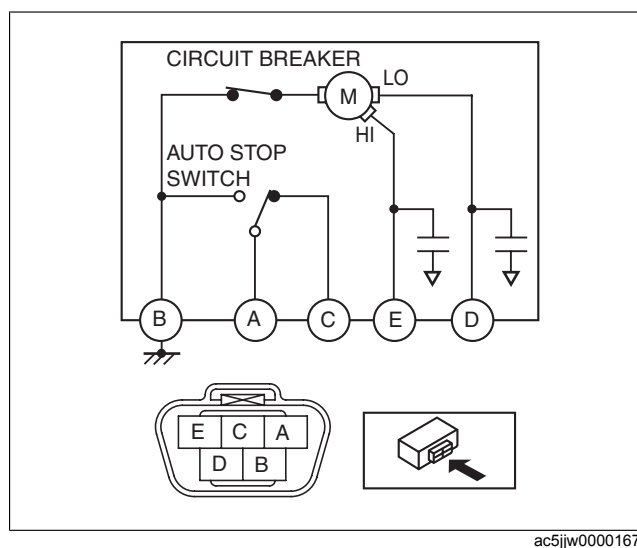 CIRCUIT BREAKER
LO
M
HI
AUTO STOP
SWITCH
B A C E D
E C A
D B
ac5jjw0000167